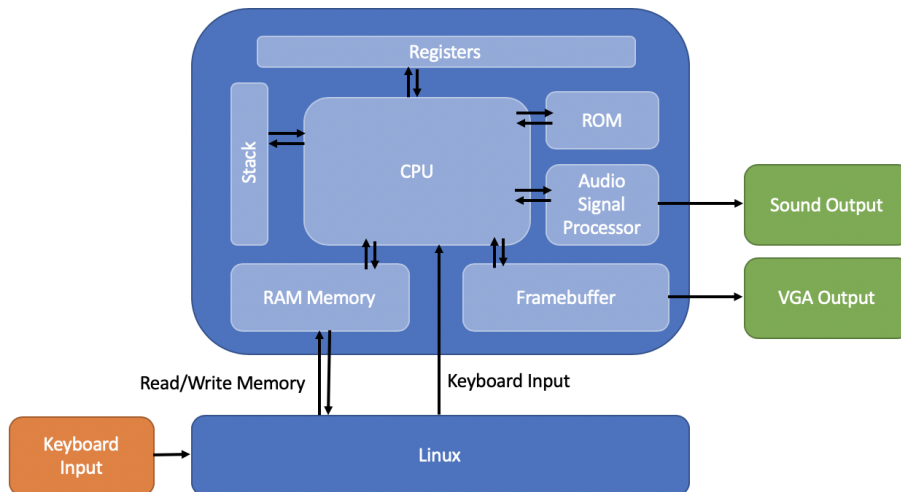 Registers
Stack
CPU
ROM
Audio
Signal
Processor
Sound Output
RAM Memory
Framebuffer
VGA Output
Read/Write Memory
Keyboard Input
Keyboard
Input
Linux